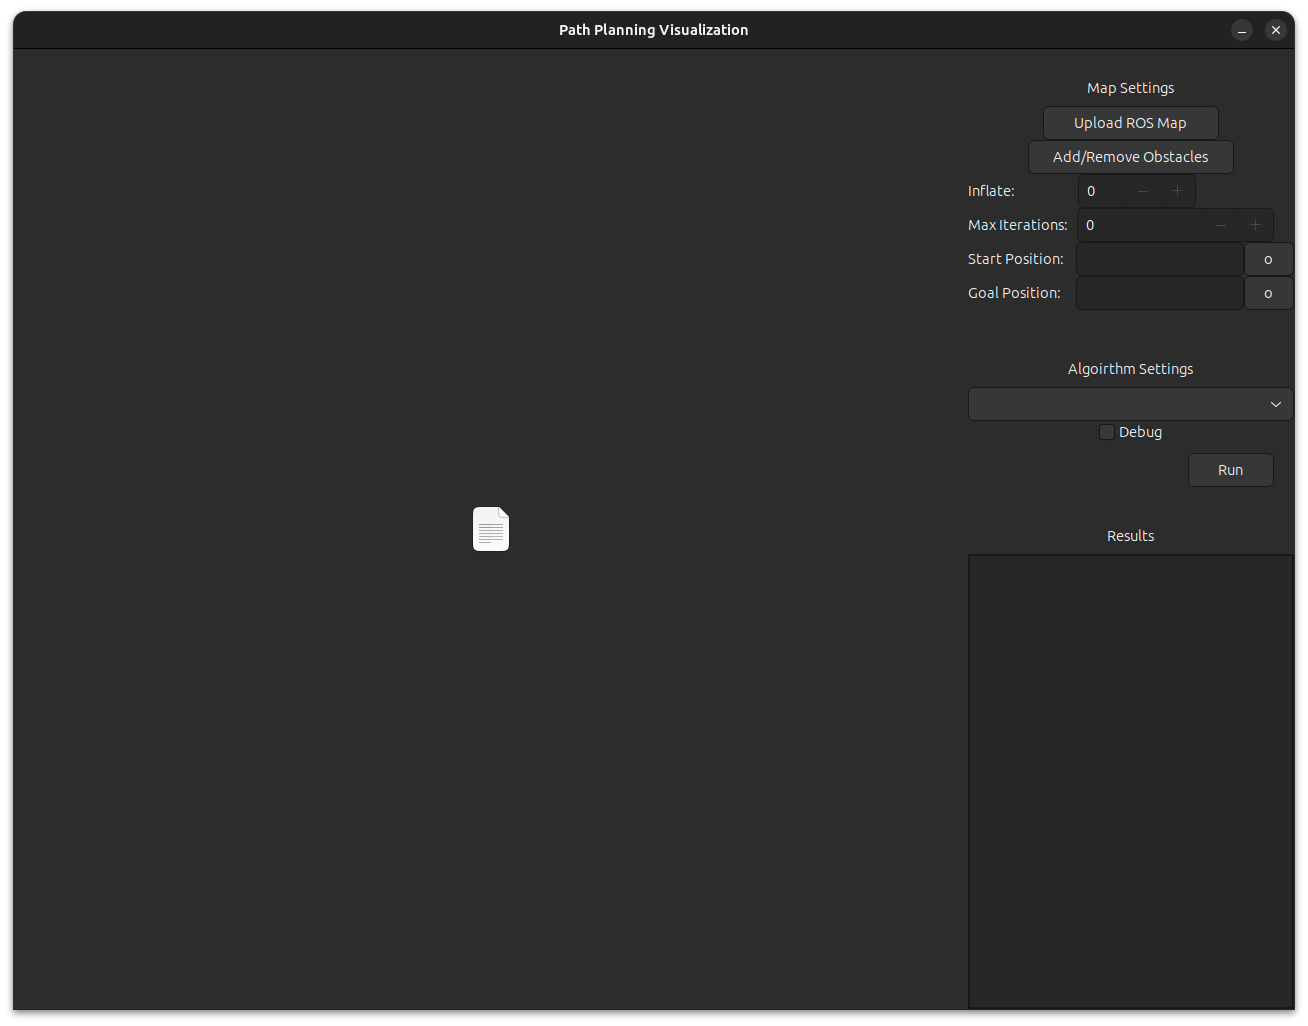 Path Planning Visualization
Map Settings
Upload ROS Map
Add/Remove Obstacles
Inflate: 0
Max Iterations: 0
Start Position: o
Goal Position: o
Algoirthm Settings
Debug
Run
Results